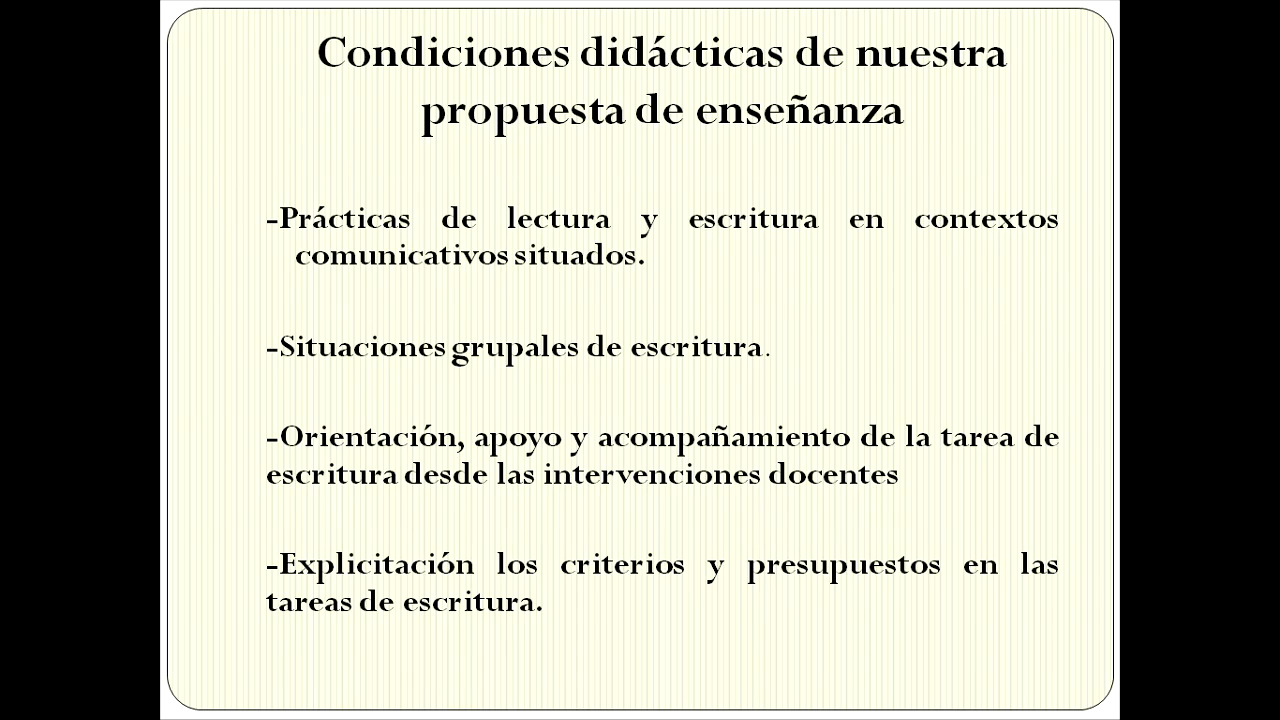 Condiciones didácticas de nuestra
propuesta de enseñanza
-Prácticas de lectura y escritura en contextos
comunicativos situados.
-Situaciones grupales de escritura.
-Orientación, apoyo y acompañamiento de la tarea de
escritura desde las intervenciones docentes
-Explicitación los criterios y presupuestos en las
tareas de escritura.